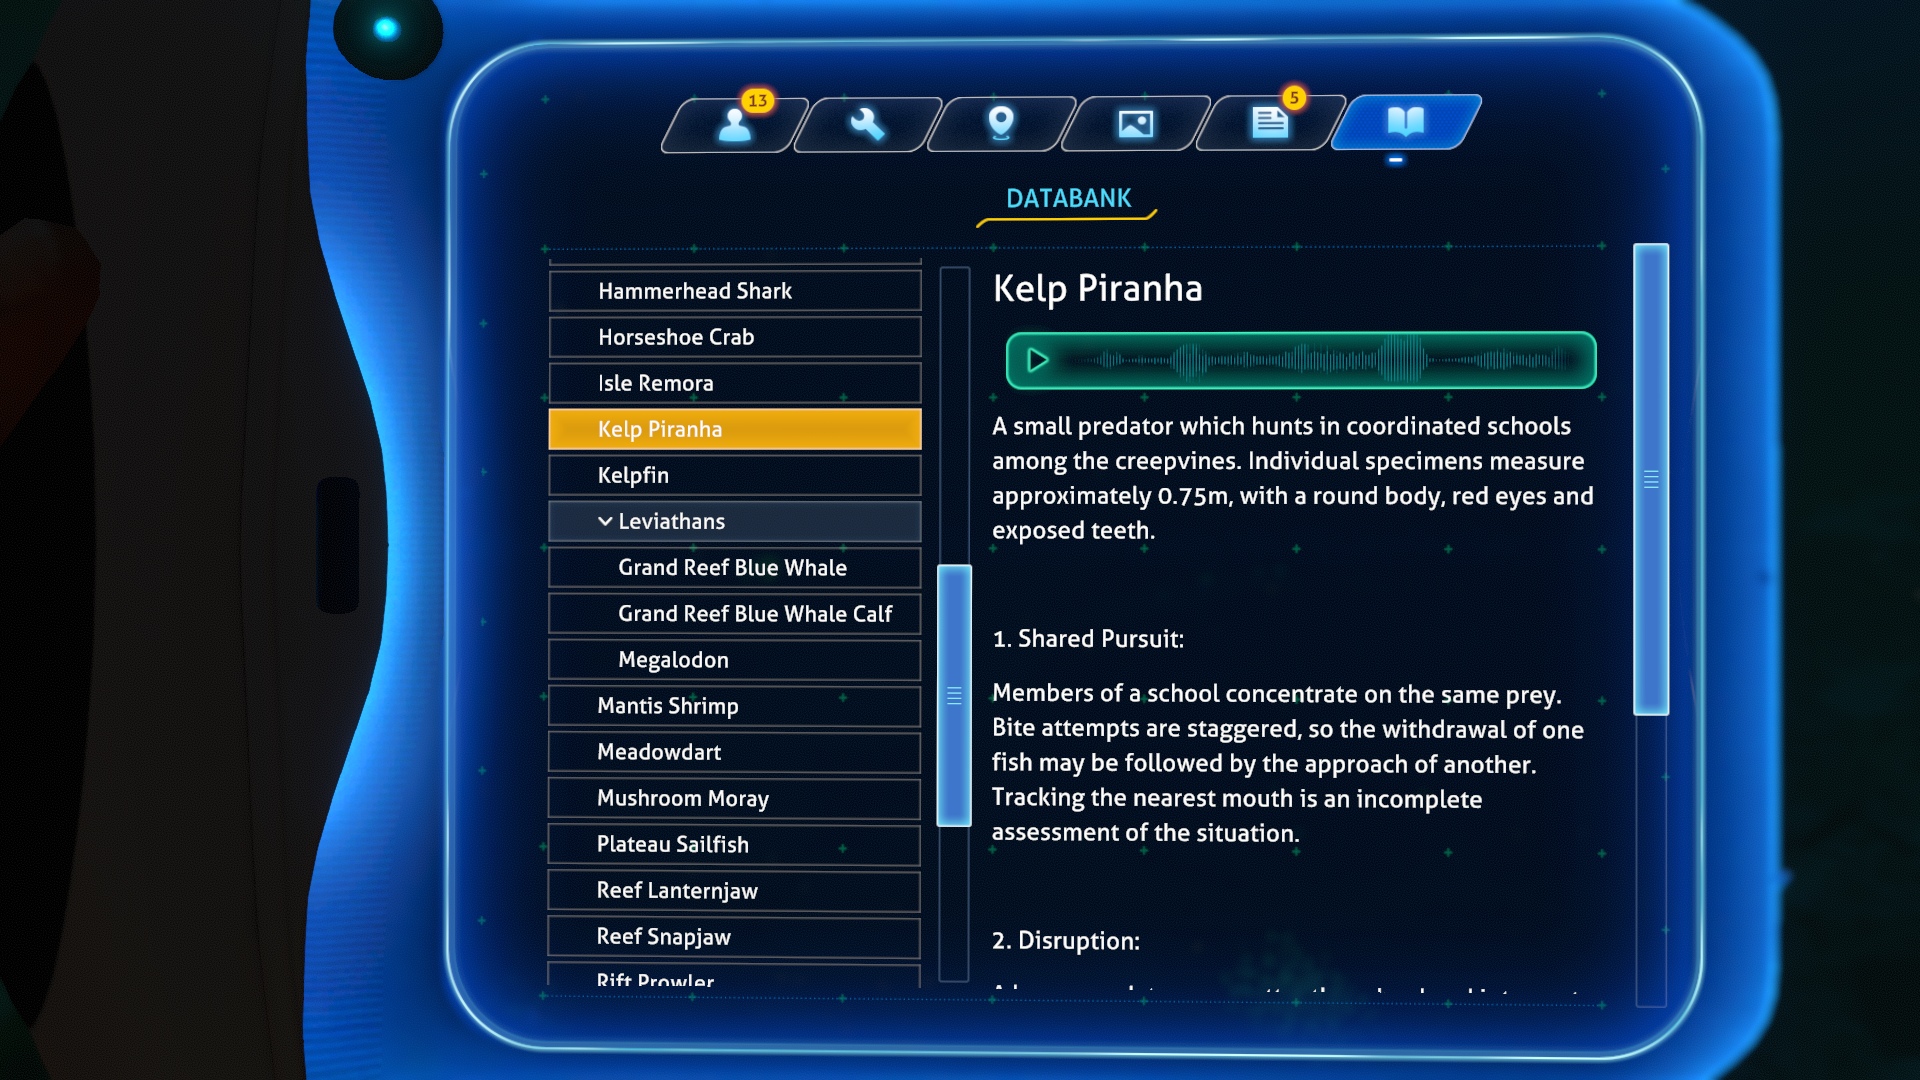 13
5
DATABANK
Hammerhead Shark
Horseshoe Crab
Isle Remora
Kelp Piranha
Kelpfin
Leviathans
Grand Reef Blue Whale
Grand Reef Blue Whale Calf
Megalodon
Mantis Shrimp
Meadowdart
Mushroom Moray
Plateau Sailfish
Reef Lanternjaw
Reef Snapjaw
Rift Prowler
Kelp Piranha
A small predator which hunts in coordinated schools
among the creepvines. Individual specimens measure
approximately 0.75m, with a round body, red eyes and
exposed teeth.
1. Shared Pursuit:
Members of a school concentrate on the same prey.
Bite attempts are staggered, so the withdrawal of one
fish may be followed by the approach of another.
Tracking the nearest mouth is an incomplete
assessment of the situation.
2. Disruption: